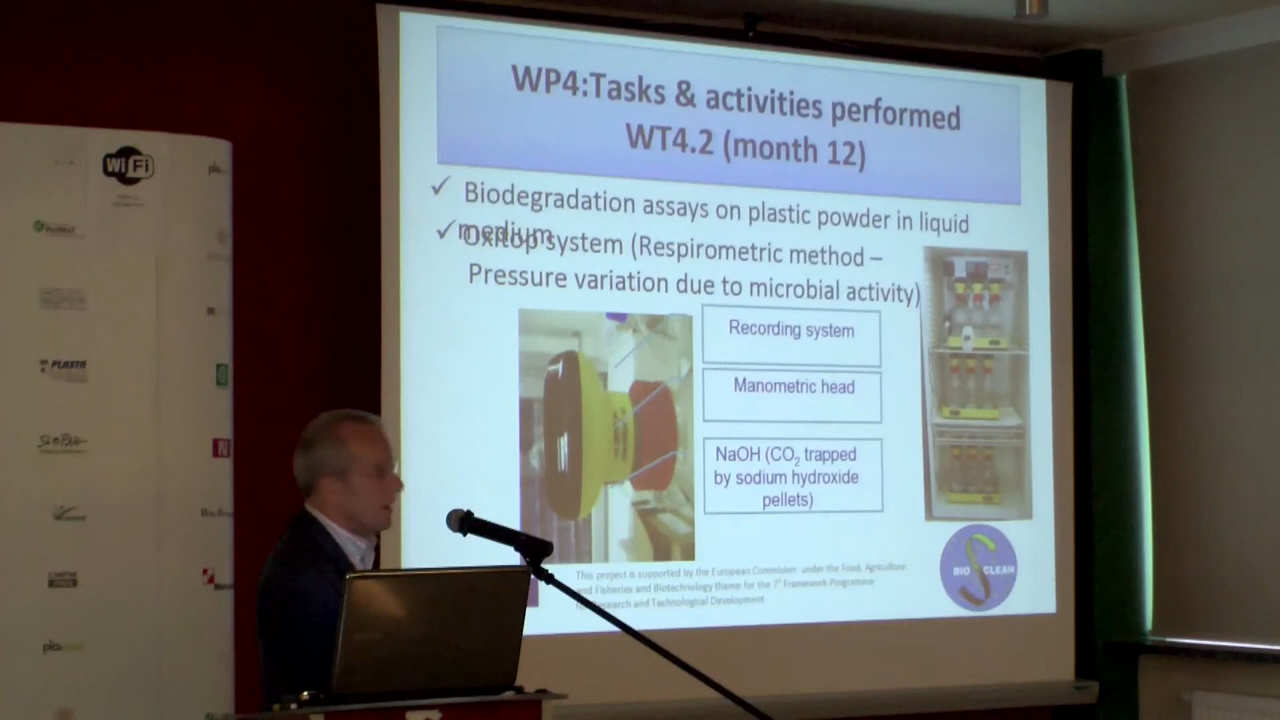 WP4:Tasks & activities performed
WT4.2 (month 12)
✓ Biodegradation assays on plastic powder in liquid
medium
✓ Oxitop system (Respirometric method –
Pressure variation due to microbial activity)
Recording system
Manometric head
NaOH (CO₂ trapped
by sodium hydroxide
pellets)
This project is supported by the European Commission under the Food, Agriculture
and Fisheries and Biotechnology theme for the 7th Framework Programme
for Research and Technological Development
BIO CLEAN
WiFi
PLASTA